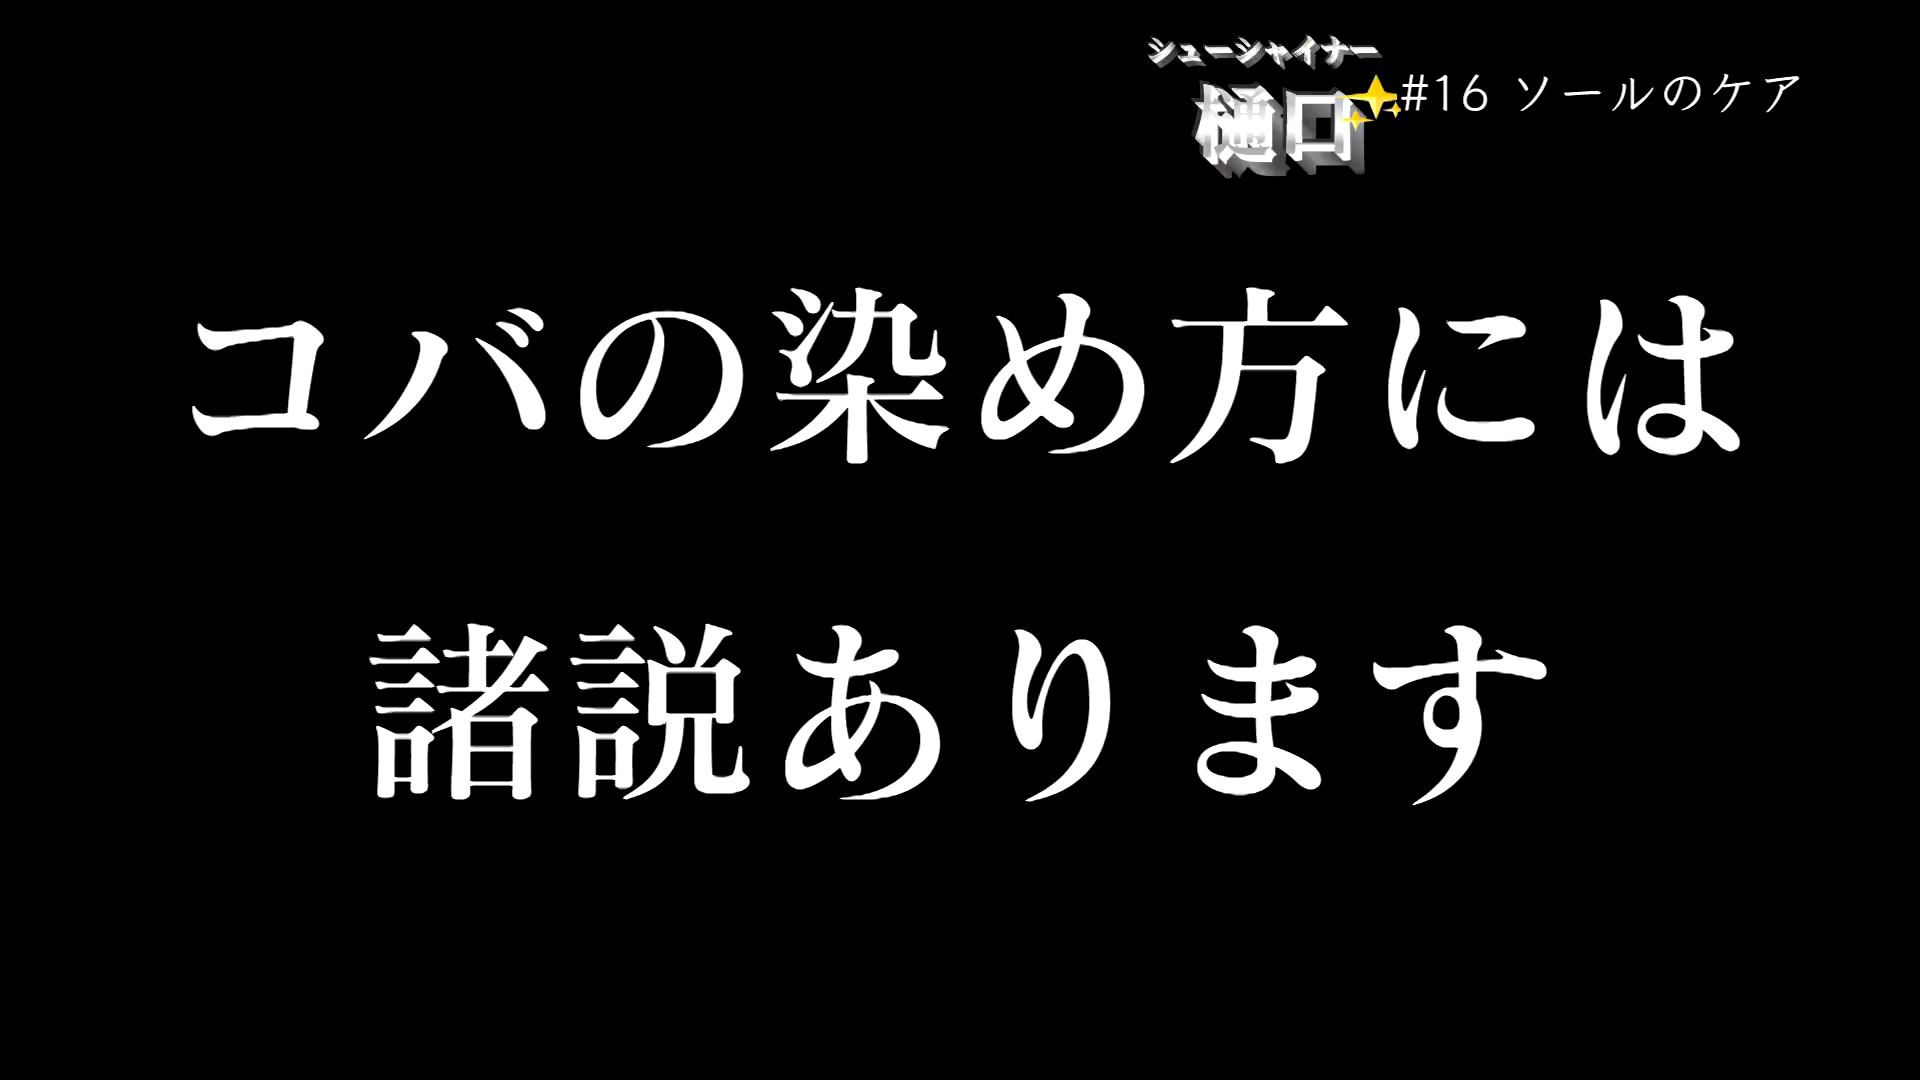 シューシャイナー
樋口
#16 ソールのケア
コバの染め方には
諸説あります